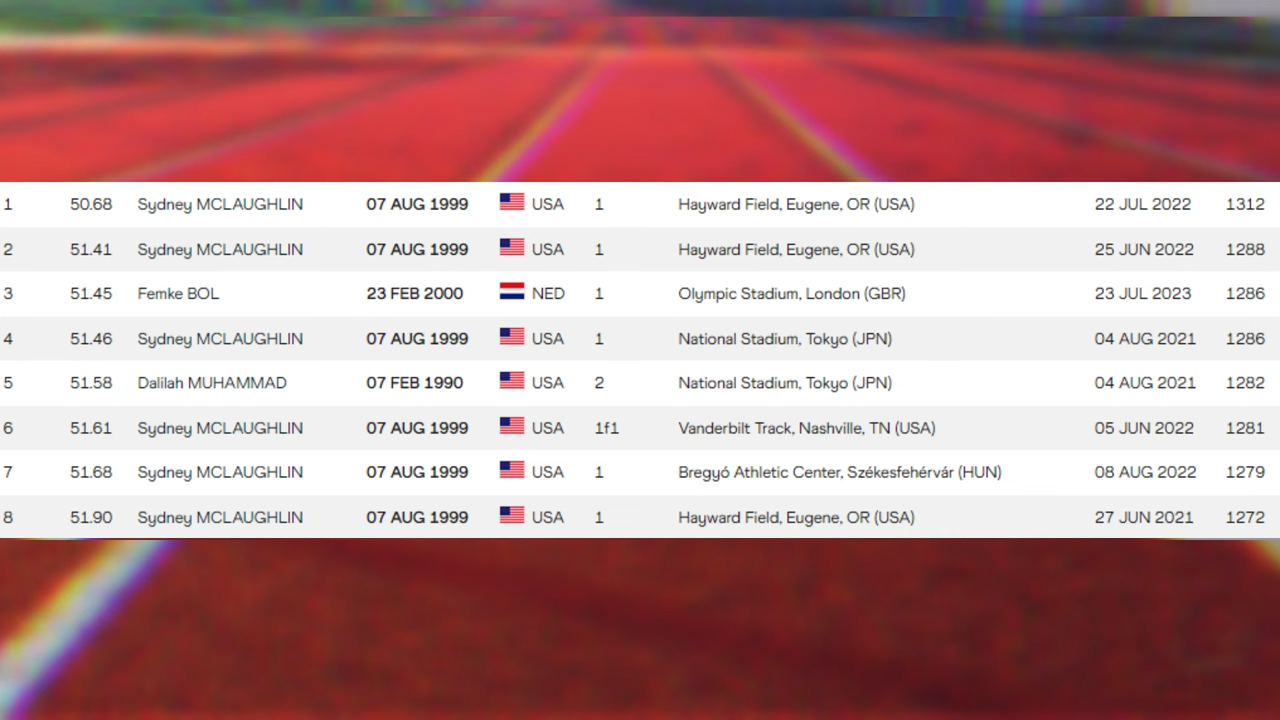 1 50.68 Sydney MCLAUGHLIN 07 AUG 1999 USA 1 Hayward Field, Eugene, OR (USA) 22 JUL 2022 1312
2 51.41 Sydney MCLAUGHLIN 07 AUG 1999 USA 1 Hayward Field, Eugene, OR (USA) 25 JUN 2022 1288
3 51.45 Femke BOL 23 FEB 2000 NED 1 Olympic Stadium, London (GBR) 23 JUL 2023 1286
4 51.46 Sydney MCLAUGHLIN 07 AUG 1999 USA 1 National Stadium, Tokyo (JPN) 04 AUG 2021 1286
5 51.58 Dalilah MUHAMMAD 07 FEB 1990 USA 2 National Stadium, Tokyo (JPN) 04 AUG 2021 1282
6 51.61 Sydney MCLAUGHLIN 07 AUG 1999 USA 1f1 Vanderbilt Track, Nashville, TN (USA) 05 JUN 2022 1281
7 51.68 Sydney MCLAUGHLIN 07 AUG 1999 USA 1 Bregyó Athletic Center, Székesfehérvár (HUN) 08 AUG 2022 1279
8 51.90 Sydney MCLAUGHLIN 07 AUG 1999 USA 1 Hayward Field, Eugene, OR (USA) 27 JUN 2021 1272